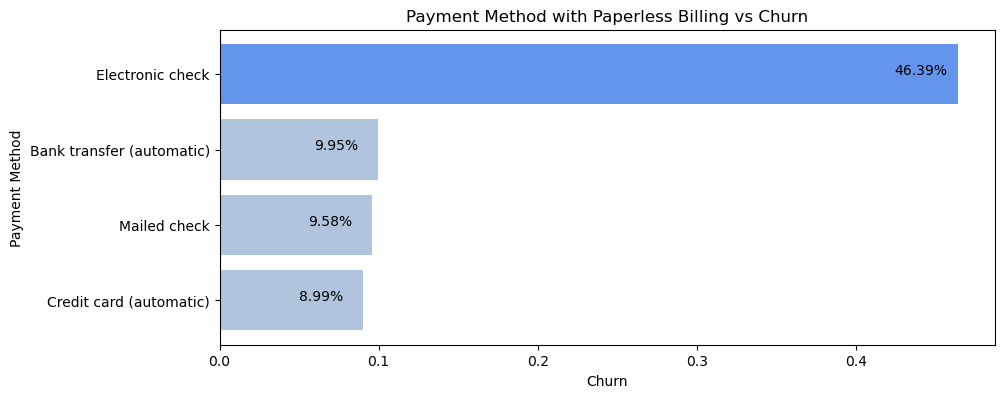 Payment Method with Paperless Billing vs Churn
Payment Method
Electronic check
46.39%
Bank transfer (automatic)
9.95%
Mailed check
9.58%
Credit card (automatic)
8.99%
0.0 0.1 0.2 0.3 0.4
Churn